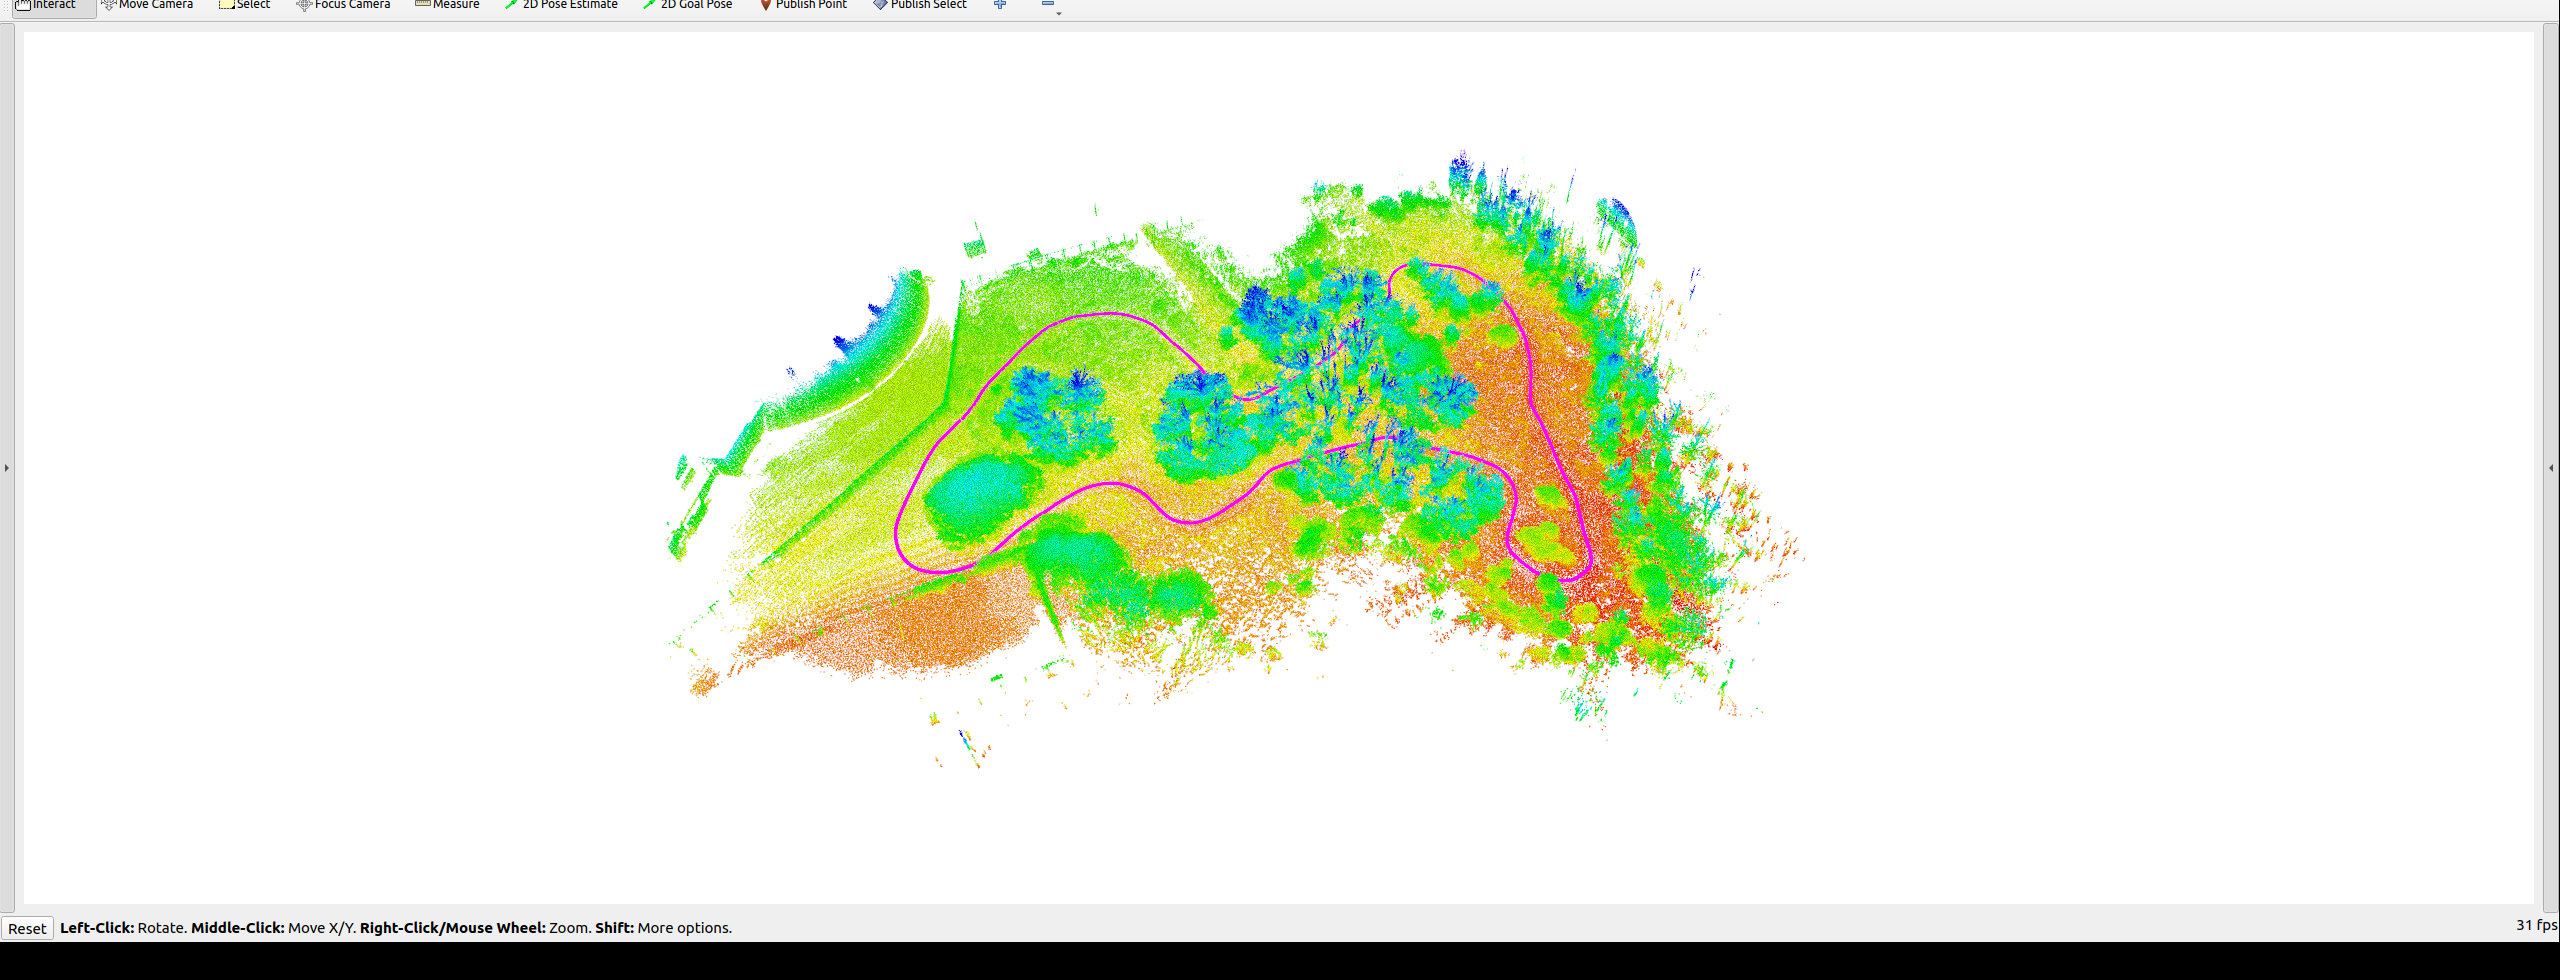 Interact Move Camera Select Focus Camera Measure 2D Pose Estimate 2D Goal Pose Publish Point Publish Select
Reset Left-Click: Rotate. Middle-Click: Move X/Y. Right-Click/Mouse Wheel: Zoom. Shift: More options. 31 fps